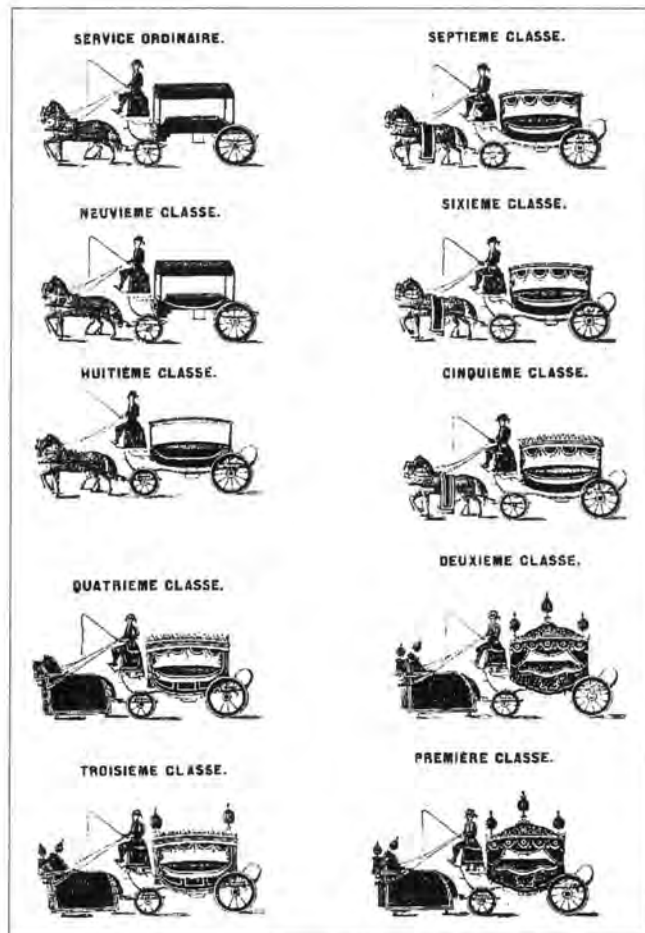 SERVICE ORDINAIRE.
SEPTIEME CLASSE.
NEUVIEME CLASSE.
SIXIEME CLASSE.
HUITIÈME CLASSE.
CINQUIEME CLASSE.
QUATRIEME CLASSE.
DEUXIEME CLASSE.
TROISIEME CLASSE.
PREMIÈRE CLASSE.